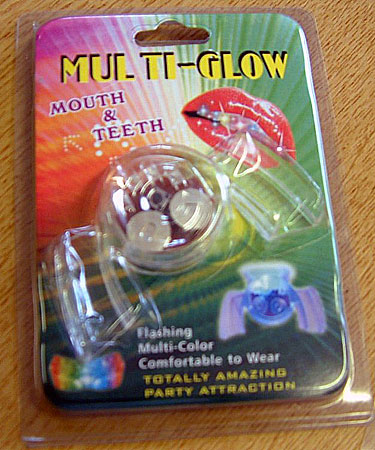 MULTI-GLOW
MOUTH
&
TEETH
Flashing
Multi-Color
Comfortable to Wear
TOTALLY AMAZING
PARTY ATTRACTION